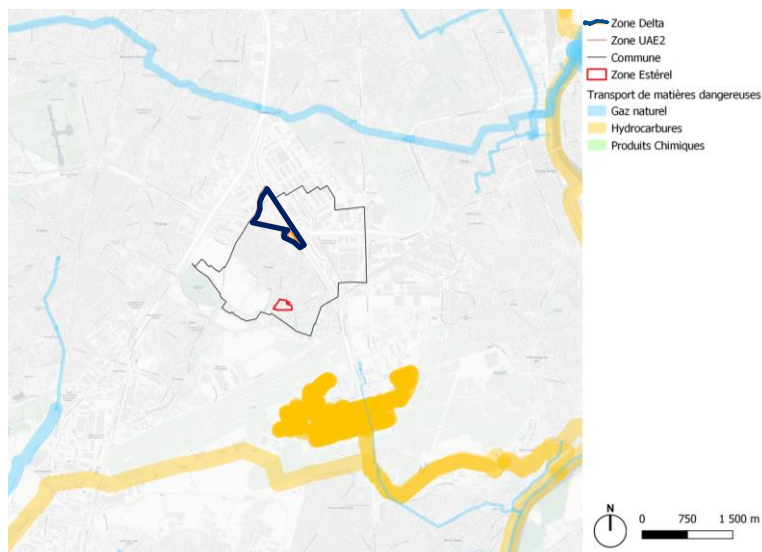 Zone Delta
Zone UAE2
Commune
Zone Estérel
Transport de matières dangereuses
Gaz naturel
Hydrocarbures
Produits Chimiques
N
0 750 1 500 m